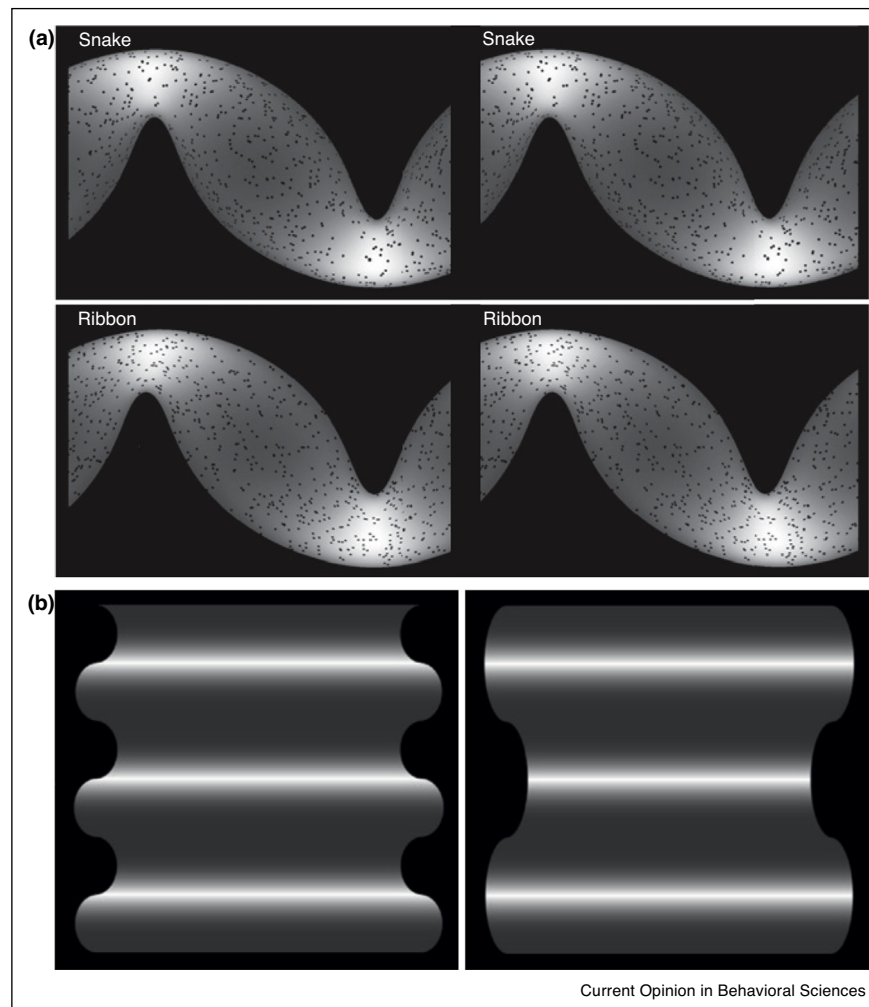 (a)
Snake
Snake
Ribbon
Ribbon
(b)
Current Opinion in Behavioral Sciences